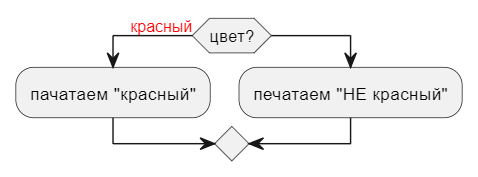 красный
цвет?
пачатаем "красный"
печатаем "НЕ красный"